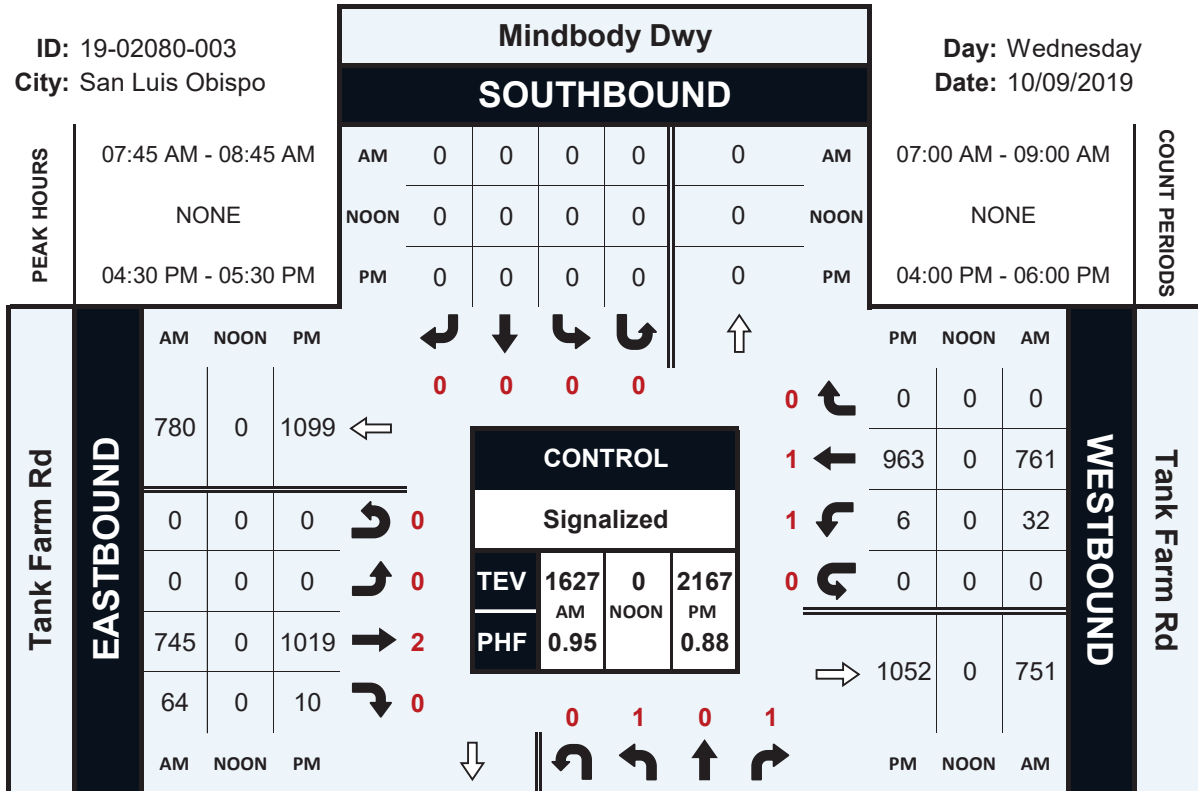 ID: 19-02080-003
City: San Luis Obispo
Mindbody Dwy
SOUTHBOUND
Day: Wednesday
Date: 10/09/2019
PEAK HOURS
07:45 AM - 08:45 AM
NONE
04:30 PM - 05:30 PM
AM 0 0 0 0 0 AM
NOON 0 0 0 0 0 NOON
PM 0 0 0 0 0 PM
07:00 AM - 09:00 AM
NONE
04:00 PM - 06:00 PM
COUNT PERIODS
0 0 0 0
Tank Farm Rd
EASTBOUND
AM NOON PM
780 0 1099
0 0 0 0
0 0 0 0
745 0 1019 2
64 0 10 0
AM NOON PM
CONTROL
Signalized
TEV 1627 0 2167
AM NOON PM
PHF 0.95 0.88
PM NOON AM
0 0 0 0
1 963 0 761
1 6 0 32
0 0 0 0
1052 0 751
PM NOON AM
WESTBOUND
Tank Farm Rd
0 1 0 1